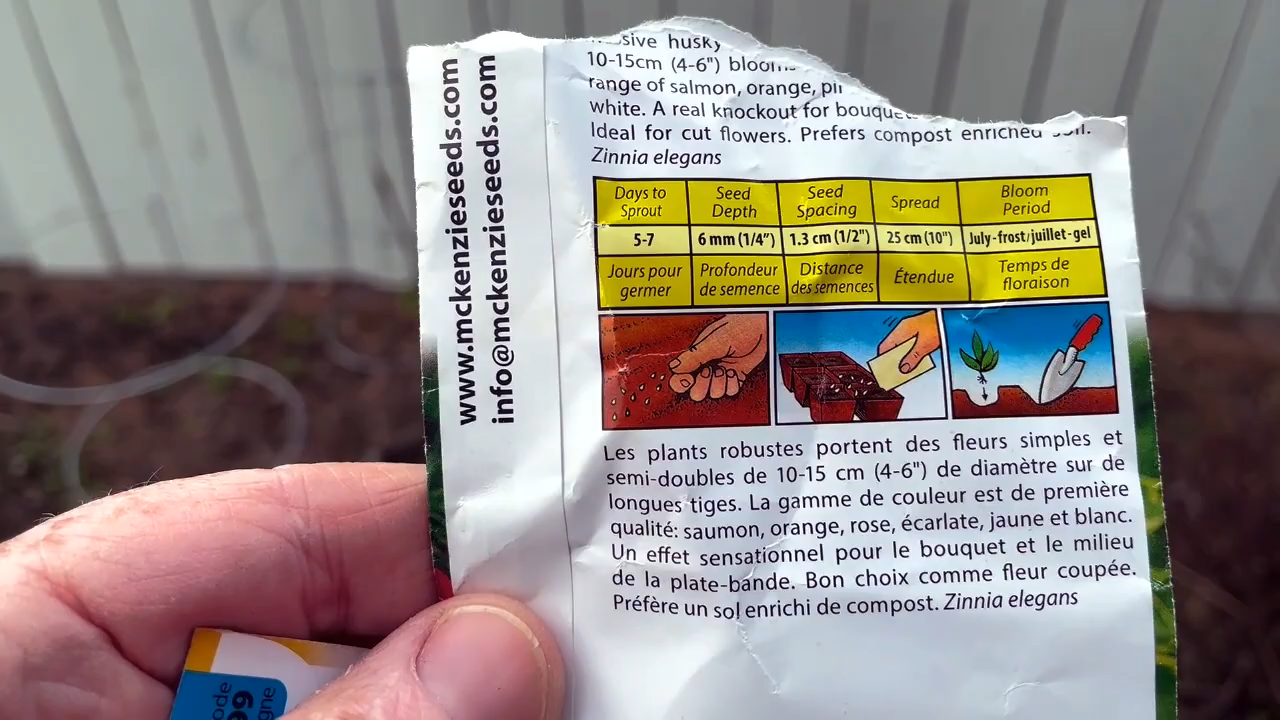 www.mckenzieseeds.com
info@mckenzieseeds.com
husky
10-15cm (4-6")
range of salmon, orange,
white. A real knockout for
Ideal for cut flowers. Prefers compost enriched
Zinnia elegans
Days to Sprout
Seed Depth
Seed Spacing
Spread
Bloom Period
5-7
6 mm (1/4")
1.3 cm (1/2")
25 cm (10")
July-frost/juillet-gel
Jours pour germer
Profondeur de semence
Distance des semences
Étendue
Temps de floraison
Les plants robustes portent des fleurs simples et
semi-doubles de 10-15 cm (4-6") de diamètre sur de
longues tiges. La gamme de couleur est de première
qualité: saumon, orange, rose, écarlate, jaune et blanc.
Un effet sensationnel pour le bouquet et le milieu
de la plate-bande. Bon choix comme fleur coupée.
Préfère un sol enrichi de compost. Zinnia elegans